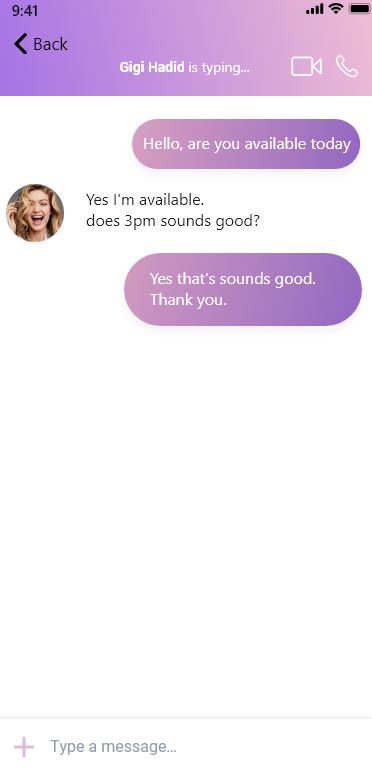 9:41
Back
Gigi Hadid is typing...
Hello, are you available today
Yes I'm available.
does 3pm sounds good?
Yes that's sounds good.
Thank you.
Type a message...